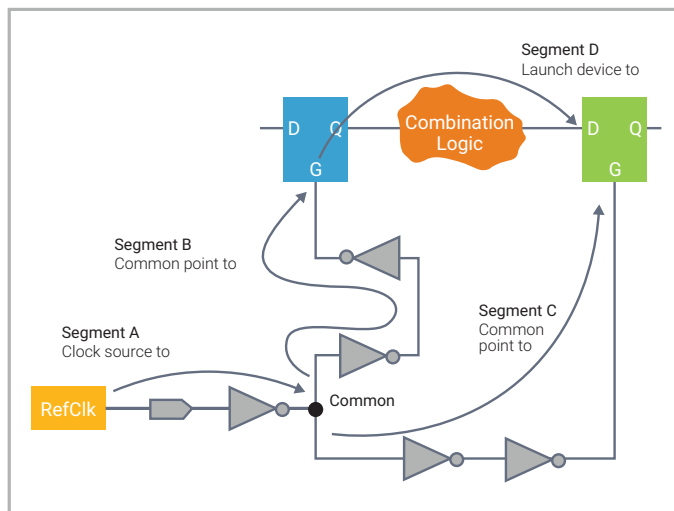 Segment D
Launch device to
D
Q
G
Combination
Logic
D
Q
G
Segment B
Common point to
Segment C
Common
point to
Segment A
Clock source to
RefClk
Common